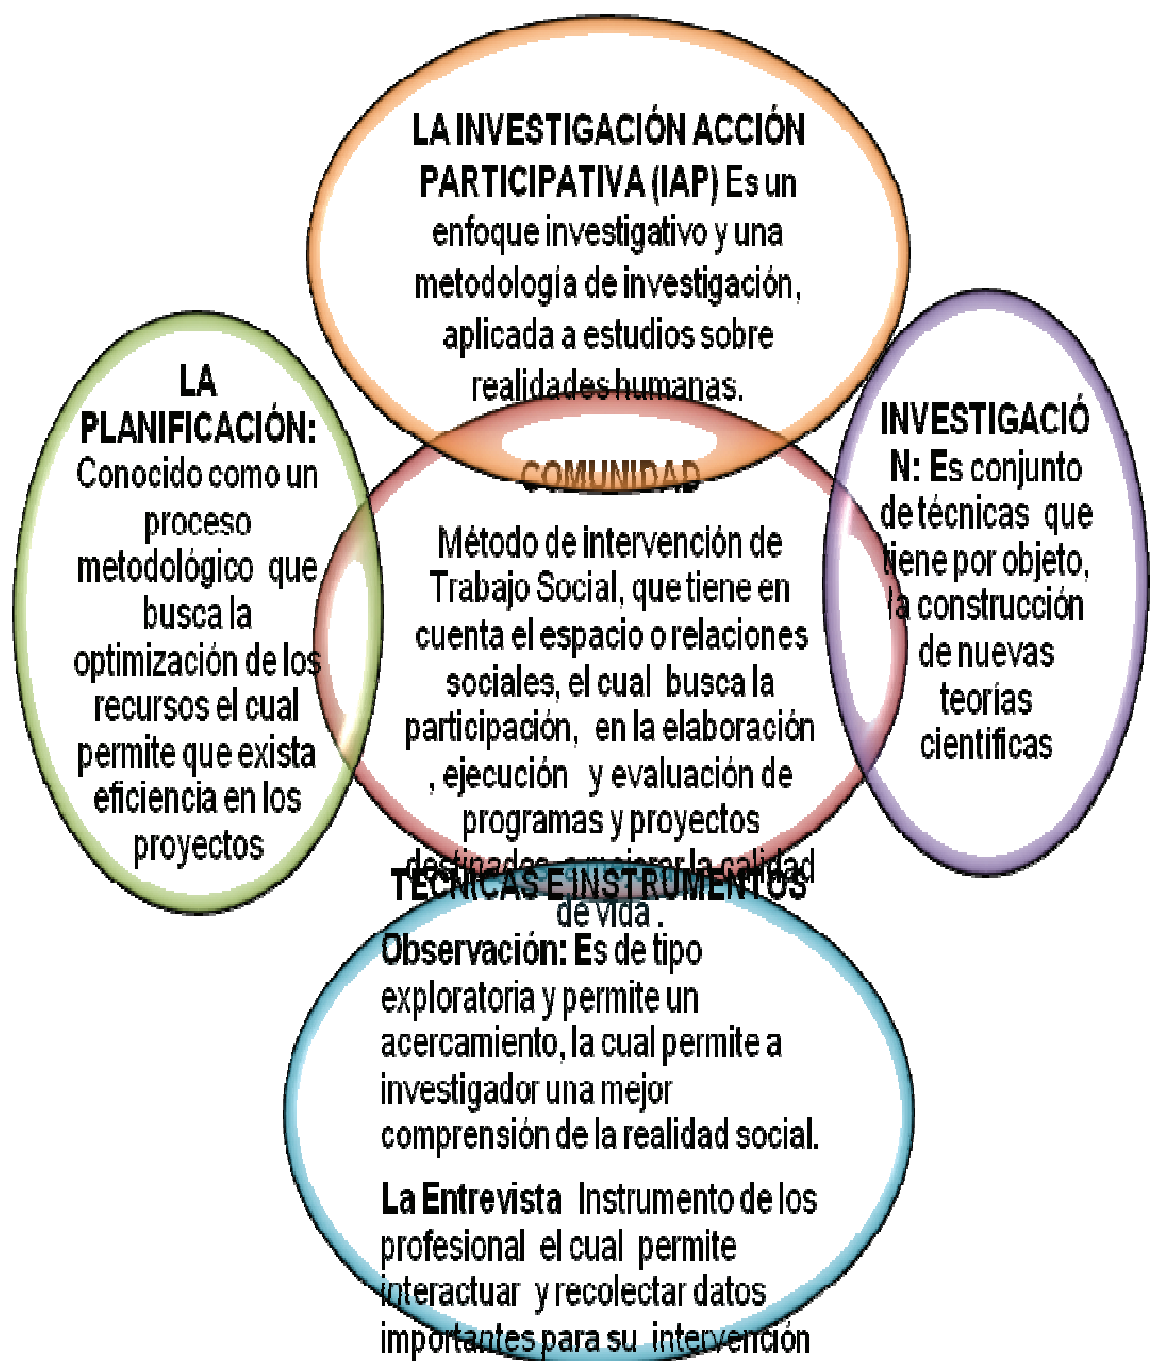 LA INVESTIGACIÓN ACCIÓN
PARTICIPATIVA (IAP) Es un
enfoque investigativo y una
metodología de investigación,
aplicada a estudios sobre
realidades humanas.
LA
PLANIFICACIÓN:
Conocido como un
proceso
metodológico que
busca la
optimización de los
recursos el cual
permite que exista
eficiencia en los
proyectos
COMUNIDAD
Método de intervención de
Trabajo Social, que tiene en
cuenta el espacio o relaciones
sociales, el cual busca la
participación, en la elaboración
, ejecución y evaluación de
programas y proyectos
destinados a mejorar la calidad
de vida .
INVESTIGACIÓ
N: Es conjunto
de técnicas que
tiene por objeto,
la construcción
de nuevas
teorías
científicas
TÉCNICAS E INSTRUMENTOS
Observación: Es de tipo
exploratoria y permite un
acercamiento, la cual permite a
investigador una mejor
comprensión de la realidad social.
La Entrevista Instrumento de los
profesional el cual permite
interactuar y recolectar datos
importantes para su intervención